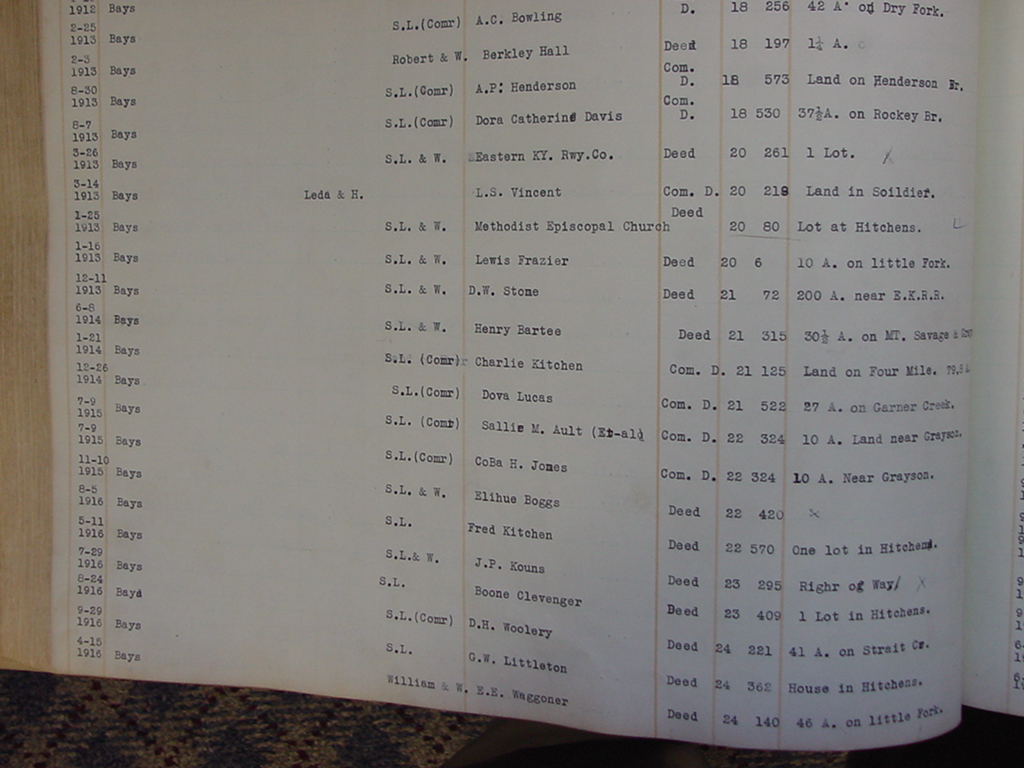 1912 Bays
2-25
1913 Bays S.L.(Comr) A.C. Bowling D. 18 256 42 A. on Dry Fork.
2-3
1913 Bays Robert & W. Berkley Hall Deed 18 197 1¼ A.
8-30
Com.
1913 Bays S.L.(Comr) A.P. Henderson D. 18 573 Land on Henderson Br.
8-7
Com.
1913 Bays S.L.(Comr) Dora Catherine Davis D. 18 530 37½A. on Rockey Br.
3-26
1913 Bays S.L. & W. Eastern KY. Rwy.Co. Deed 20 261 1 Lot.
3-14
1913 Bays Leda & H. L.S. Vincent Com. D. 20 218 Land in Soildier.
1-25
Deed
1913 Bays S.L. & W. Methodist Episcopal Church 20 80 Lot at Hitchens.
1-16
1913 Bays S.L. & W. Lewis Frazier Deed 20 6 10 A. on little Fork.
12-11
1913 Bays S.L. & W. D.W. Stone Deed 21 72 200 A. near E.K.R.R.
6-8
1914 Bays S.L. & W. Henry Bartee Deed 21 315 30½ A. on MT. Savage
1-21
1914 Bays S.L. (Comr) Charlie Kitchen Com. D. 21 125 Land on Four Mile. 79.8 A
12-26
1914 Bays S.L.(Comr) Dova Lucas Com. D. 21 522 27 A. on Garner Creek.
7-9
1915 Bays S.L. (Comr) Sallie M. Ault (Et-al) Com. D. 22 324 10 A. Land near Grayson.
7-9
1915 Bays S.L.(Comr) CoBa H. Jones Com. D. 22 324 10 A. Near Grayson.
11-10
1915 Bays S.L. & W. Elihue Boggs Deed 22 420
8-5
1916 Bays S.L. Fred Kitchen Deed 22 570 One lot in Hitchens.
5-11
1916 Bays S.L.& W. J.P. Kouns Deed 23 295 Righr of Way/
7-29
1916 Bays S.L. Boone Clevenger Deed 23 409 1 Lot in Hitchens.
8-24
1916 Bays S.L.(Comr) D.H. Woolery Deed 24 221 41 A. on Strait Cr.
9-29
1916 Bays S.L. G.W. Littleton Deed 24 362 House in Hitchens.
4-15
1916 Bays William & W. E.E. Waggoner Deed 24 140 46 A. on little Fork.